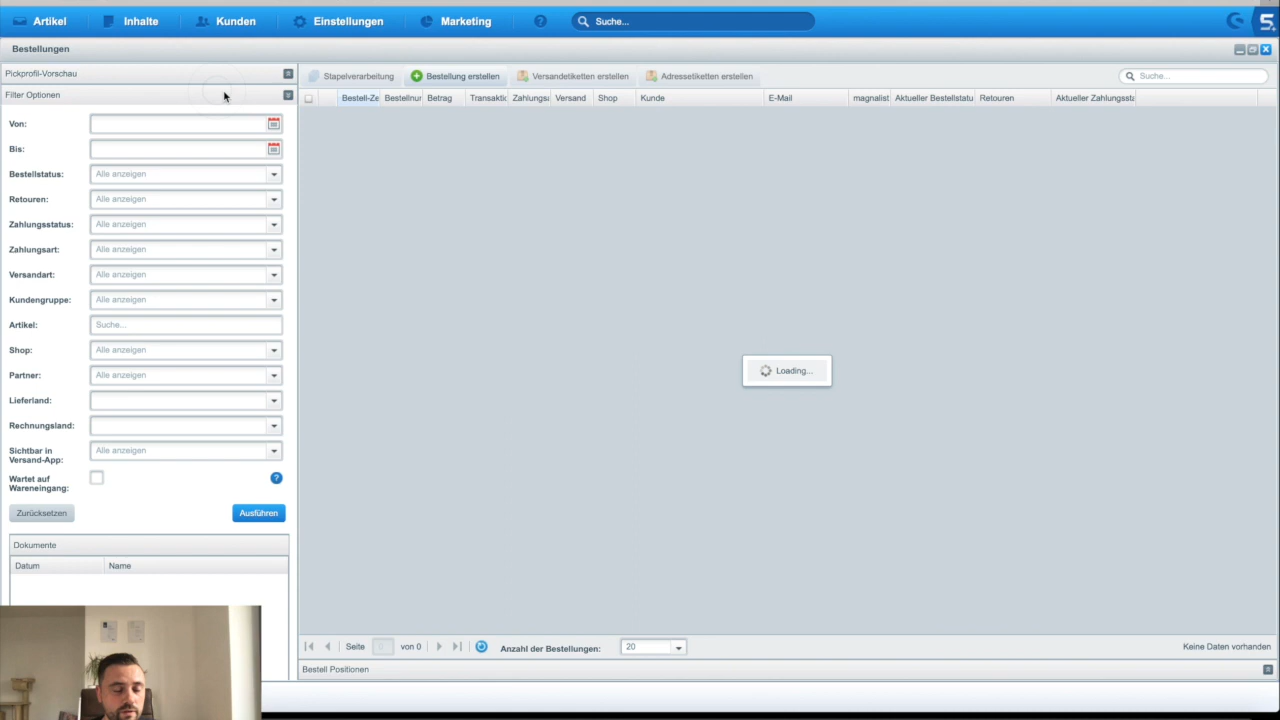 Artikel Inhalte Kunden Einstellungen Marketing Suche...
Bestellungen
Pickprofil-Vorschau
Filter Optionen
Von:
Bis:
Bestellstatus: Alle anzeigen
Retouren: Alle anzeigen
Zahlungsstatus: Alle anzeigen
Zahlungsart: Alle anzeigen
Versandart: Alle anzeigen
Kundengruppe: Alle anzeigen
Artikel: Suche...
Shop: Alle anzeigen
Partner: Alle anzeigen
Lieferland:
Rechnungsland:
Sichtbar in
Versand-App:
Alle anzeigen
Wartet auf
Wareneingang:
Zurücksetzen Ausführen
Dokumente
Datum Name
Stapelverarbeitung Bestellung erstellen Versandetiketten erstellen Adressetiketten erstellen Suche...
Bestell-Ze Bestellnur Betrag Transaktic Zahlungsa Versand Shop Kunde E-Mail magnalist Aktueller Bestellstatu Retouren Aktueller Zahlungssta
Loading...
Seite von 0 Anzahl der Bestellungen: 20 Keine Daten vorhanden
Bestell Positionen